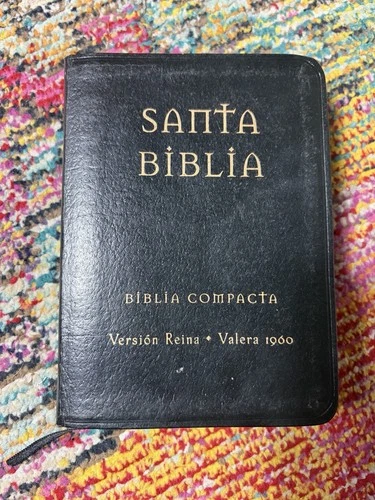 SANTA
BIBLIA
BIBLIA COMPACTA
Versión Reina • Valera 1960